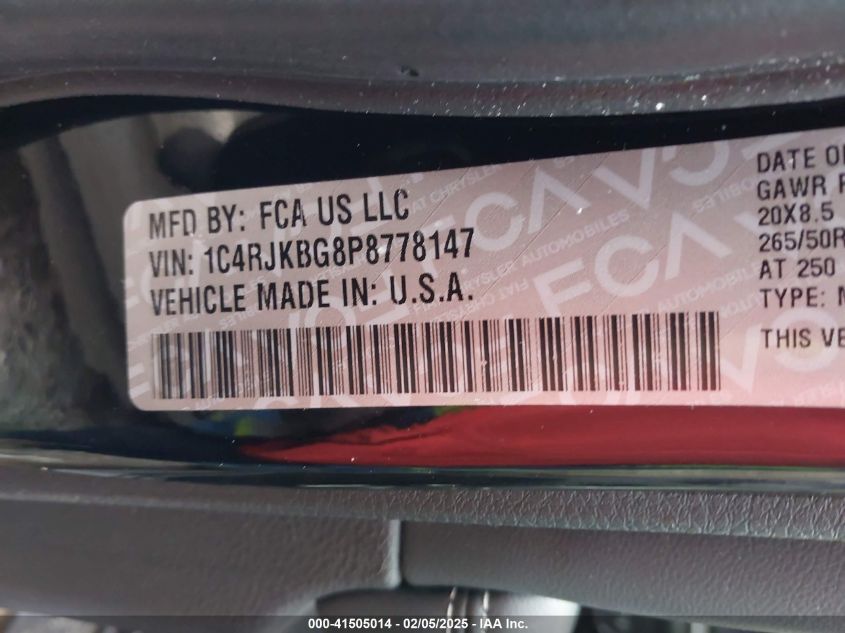 MFD BY: FCA US LLC
VIN: 1C4RJKBG8P8778147
VEHICLE MADE IN: U.S.A.
DATE O
GAWR
20X8.5
265/50R
AT 250
TYPE:
THIS VE
000-41505014 - 02/05/2025 - IAA Inc.